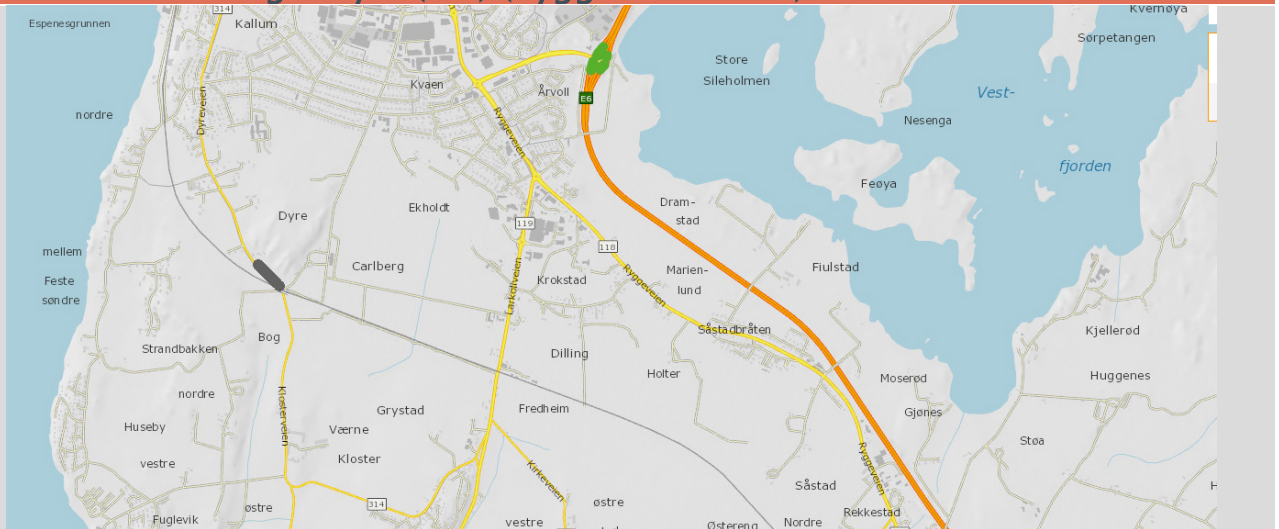 314
Kallum
Espenesgrunnen
Kvernøya
Sørpetangen
Store
Sileholmen
Kvaen
Årvoll
E6
Vest-
nordre
Dyreveien
Ryggeveien
Nesenga
fjorden
Feøya
Dram-
stad
Dyre
Ekholdt
119
118
mellem
Feste
søndre
Carlberg
Krokstad
Larkollveien
Ryggeveien
Marien-
lund
Fiulstad
Bog
Strandbakken
Såstadbråten
Kjellerød
Dilling
Holter
Moserød
Huggenes
nordre
Klosterveien
Grystad
Fredheim
Gjønes
Huseby
Værne
Kloster
Støa
vestre
Kirkeveien
Ryggeveien
Såstad
H
østre
314
østre
Rekkestad
Fuglevik
vestre
Østereng
Nordre